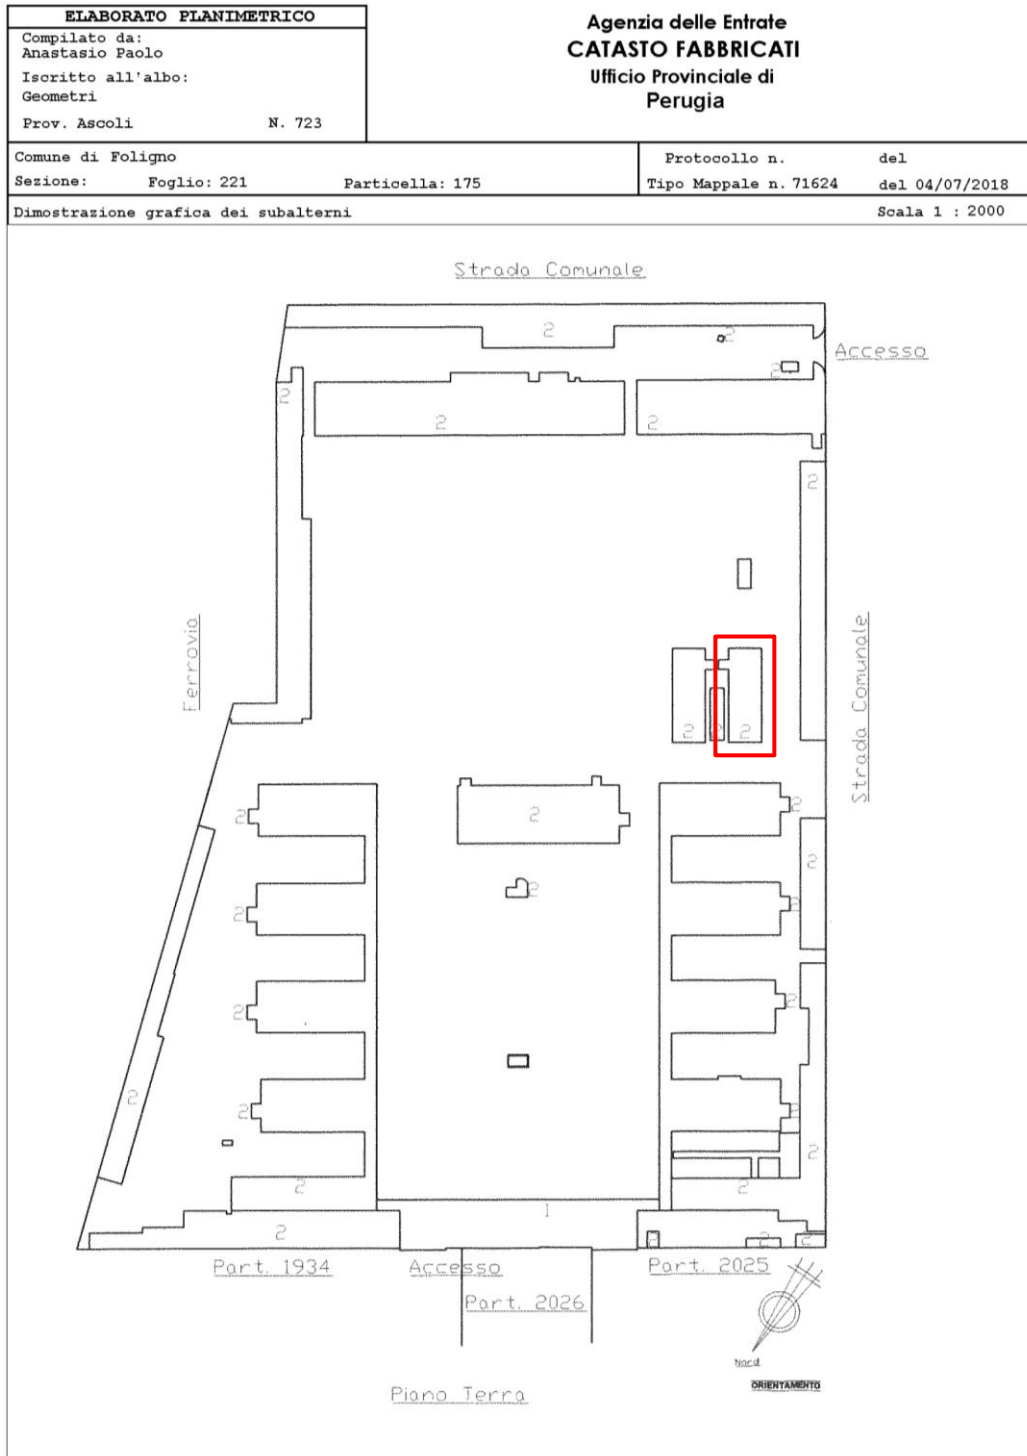 ELABORATO PLANIMETRICO
Compilato da:
Anastasio Paolo
Iscritto all'albo:
Geometri
Prov. Ascoli N. 723
Agenzia delle Entrate
CATASTO FABBRICATI
Ufficio Provinciale di
Perugia
Comune di Foligno
Sezione: Foglio: 221 Particella: 175
Protocollo n. del
Tipo Mappale n. 71624 del 04/07/2018
Dimostrazione grafica dei subalterni Scala 1 : 2000
Strada Comunale
2 2
Accesso
2
2
2 2
2
Ferrovia
Strada Comunale
2 2 2
2
2 2
2
2
2
2 2
2 2
2
2 2
2
2 2
1
2
2 2 2
Part. 1934 Accesso Part. 2025
Part. 2026
Nord
ORIENTAMENTO
Piano Terra